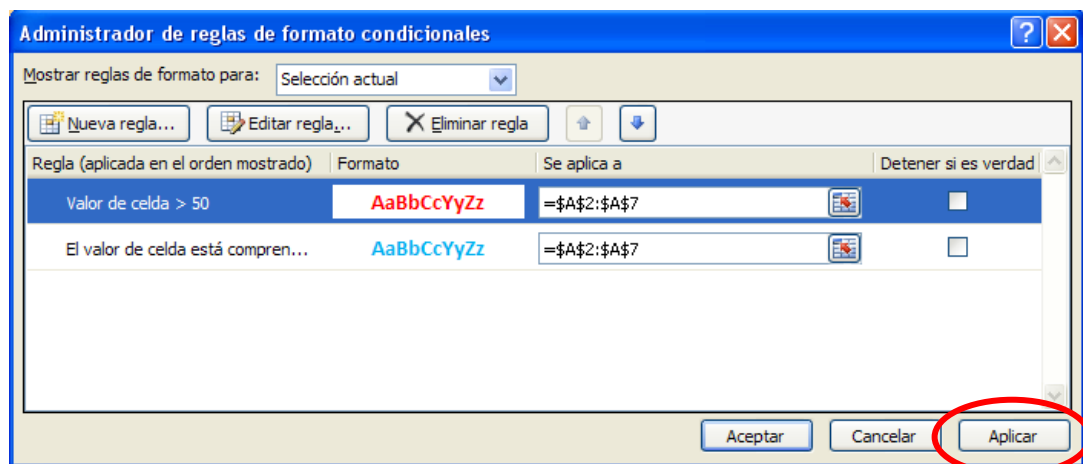 Administrador de reglas de formato condicionales
Mostrar reglas de formato para: Selección actual
Nueva regla... Editar regla... Eliminar regla
Regla (aplicada en el orden mostrado) Formato Se aplica a Detener si es verdad
Valor de celda > 50 AaBbCcYyZz =$A$2:$A$7
El valor de celda está compren... AaBbCcYyZz =$A$2:$A$7
Aceptar Cancelar Aplicar